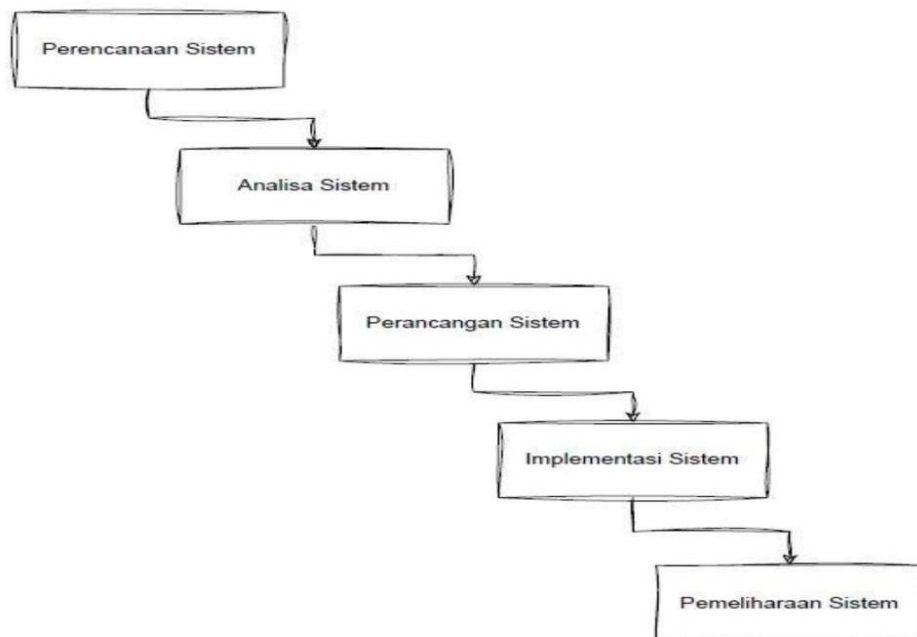 Perencanaan Sistem
Analisa Sistem
Perancangan Sistem
Implementasi Sistem
Pemeliharaan Sistem